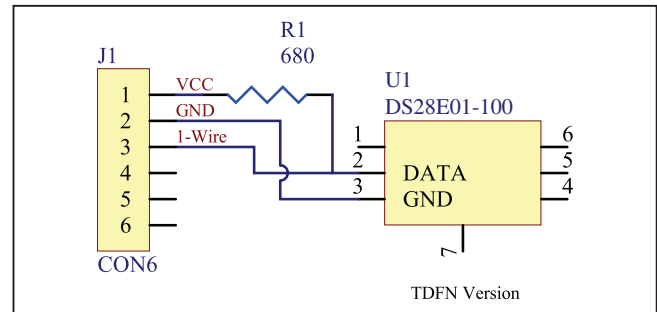 R1
680
J1
CON6
1
2
3
4
5
6
VCC
GND
1-Wire
U1
DS28E01-100
1
2
3
DATA
GND
6
5
4
7
TDFN Version